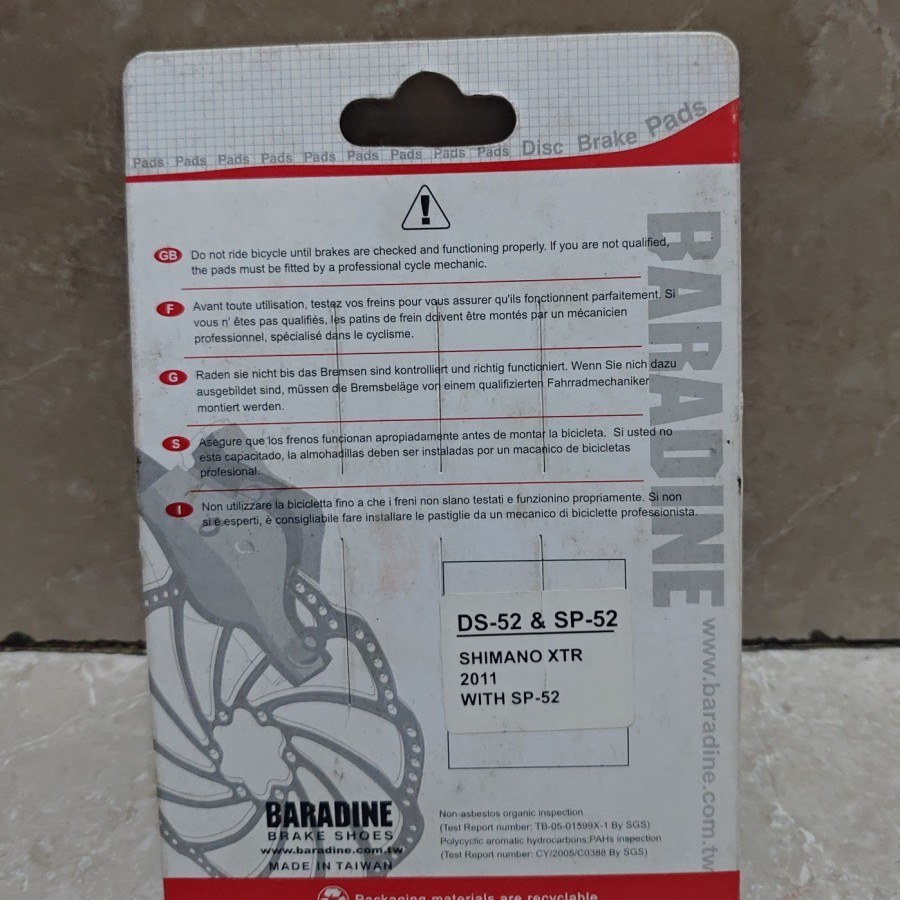 Pads Pads Pads Pads Pads Pads Pads Pads Pads Disc Brake Pads
GB Do not ride bicycle until brakes are checked and functioning properly. If you are not qualified,
the pads must be fitted by a professional cycle mechanic.
F Avant toute utilisation, testez vos freins pour vous assurer qu'ils fonctionnent parfaitement. Si
vous n' êtes pas qualifiès, les patins de frein doivent être montés par un mécanicien
professionnel, spécialisé dans le cyclisme.
G Raden sie nicht bis das Bremsen sind kontrolliert und richtig functioniert. Wenn Sie nich dazu
ausgebildet sind, müssen die Bremsbeläge von einem qualifizierten Fahrradmechaniker
montiert werden.
S Asegure que los frenos funcionan apropiadamente antes de montar la bicicleta. Si usted no
esta capacitado, la almohadillas deben ser instaladas por un macanico de bicicletas
profesional.
I Non utilizzare la bicicletta fino a che i freni non slano testati e funzionino propriamente. Si non
si è esperti, è consigliabile fare installare le pastiglie da un mecanico di biciclette professionista.
BARADINE
www.baradine.com.tw
DS-52 & SP-52
SHIMANO XTR
2011
WITH SP-52
BARADINE
BRAKE SHOES
www.baradine.com.tw
MADE IN TAIWAN
Non-asbestos organic inspection
(Test Report number: TB-05-01599X-1 By SGS)
Polycyclic aromatic hydrocarbons;PAHs inspection
(Test Report number: CY/2005/C0388 By SGS)
Packaging materials are recyclable